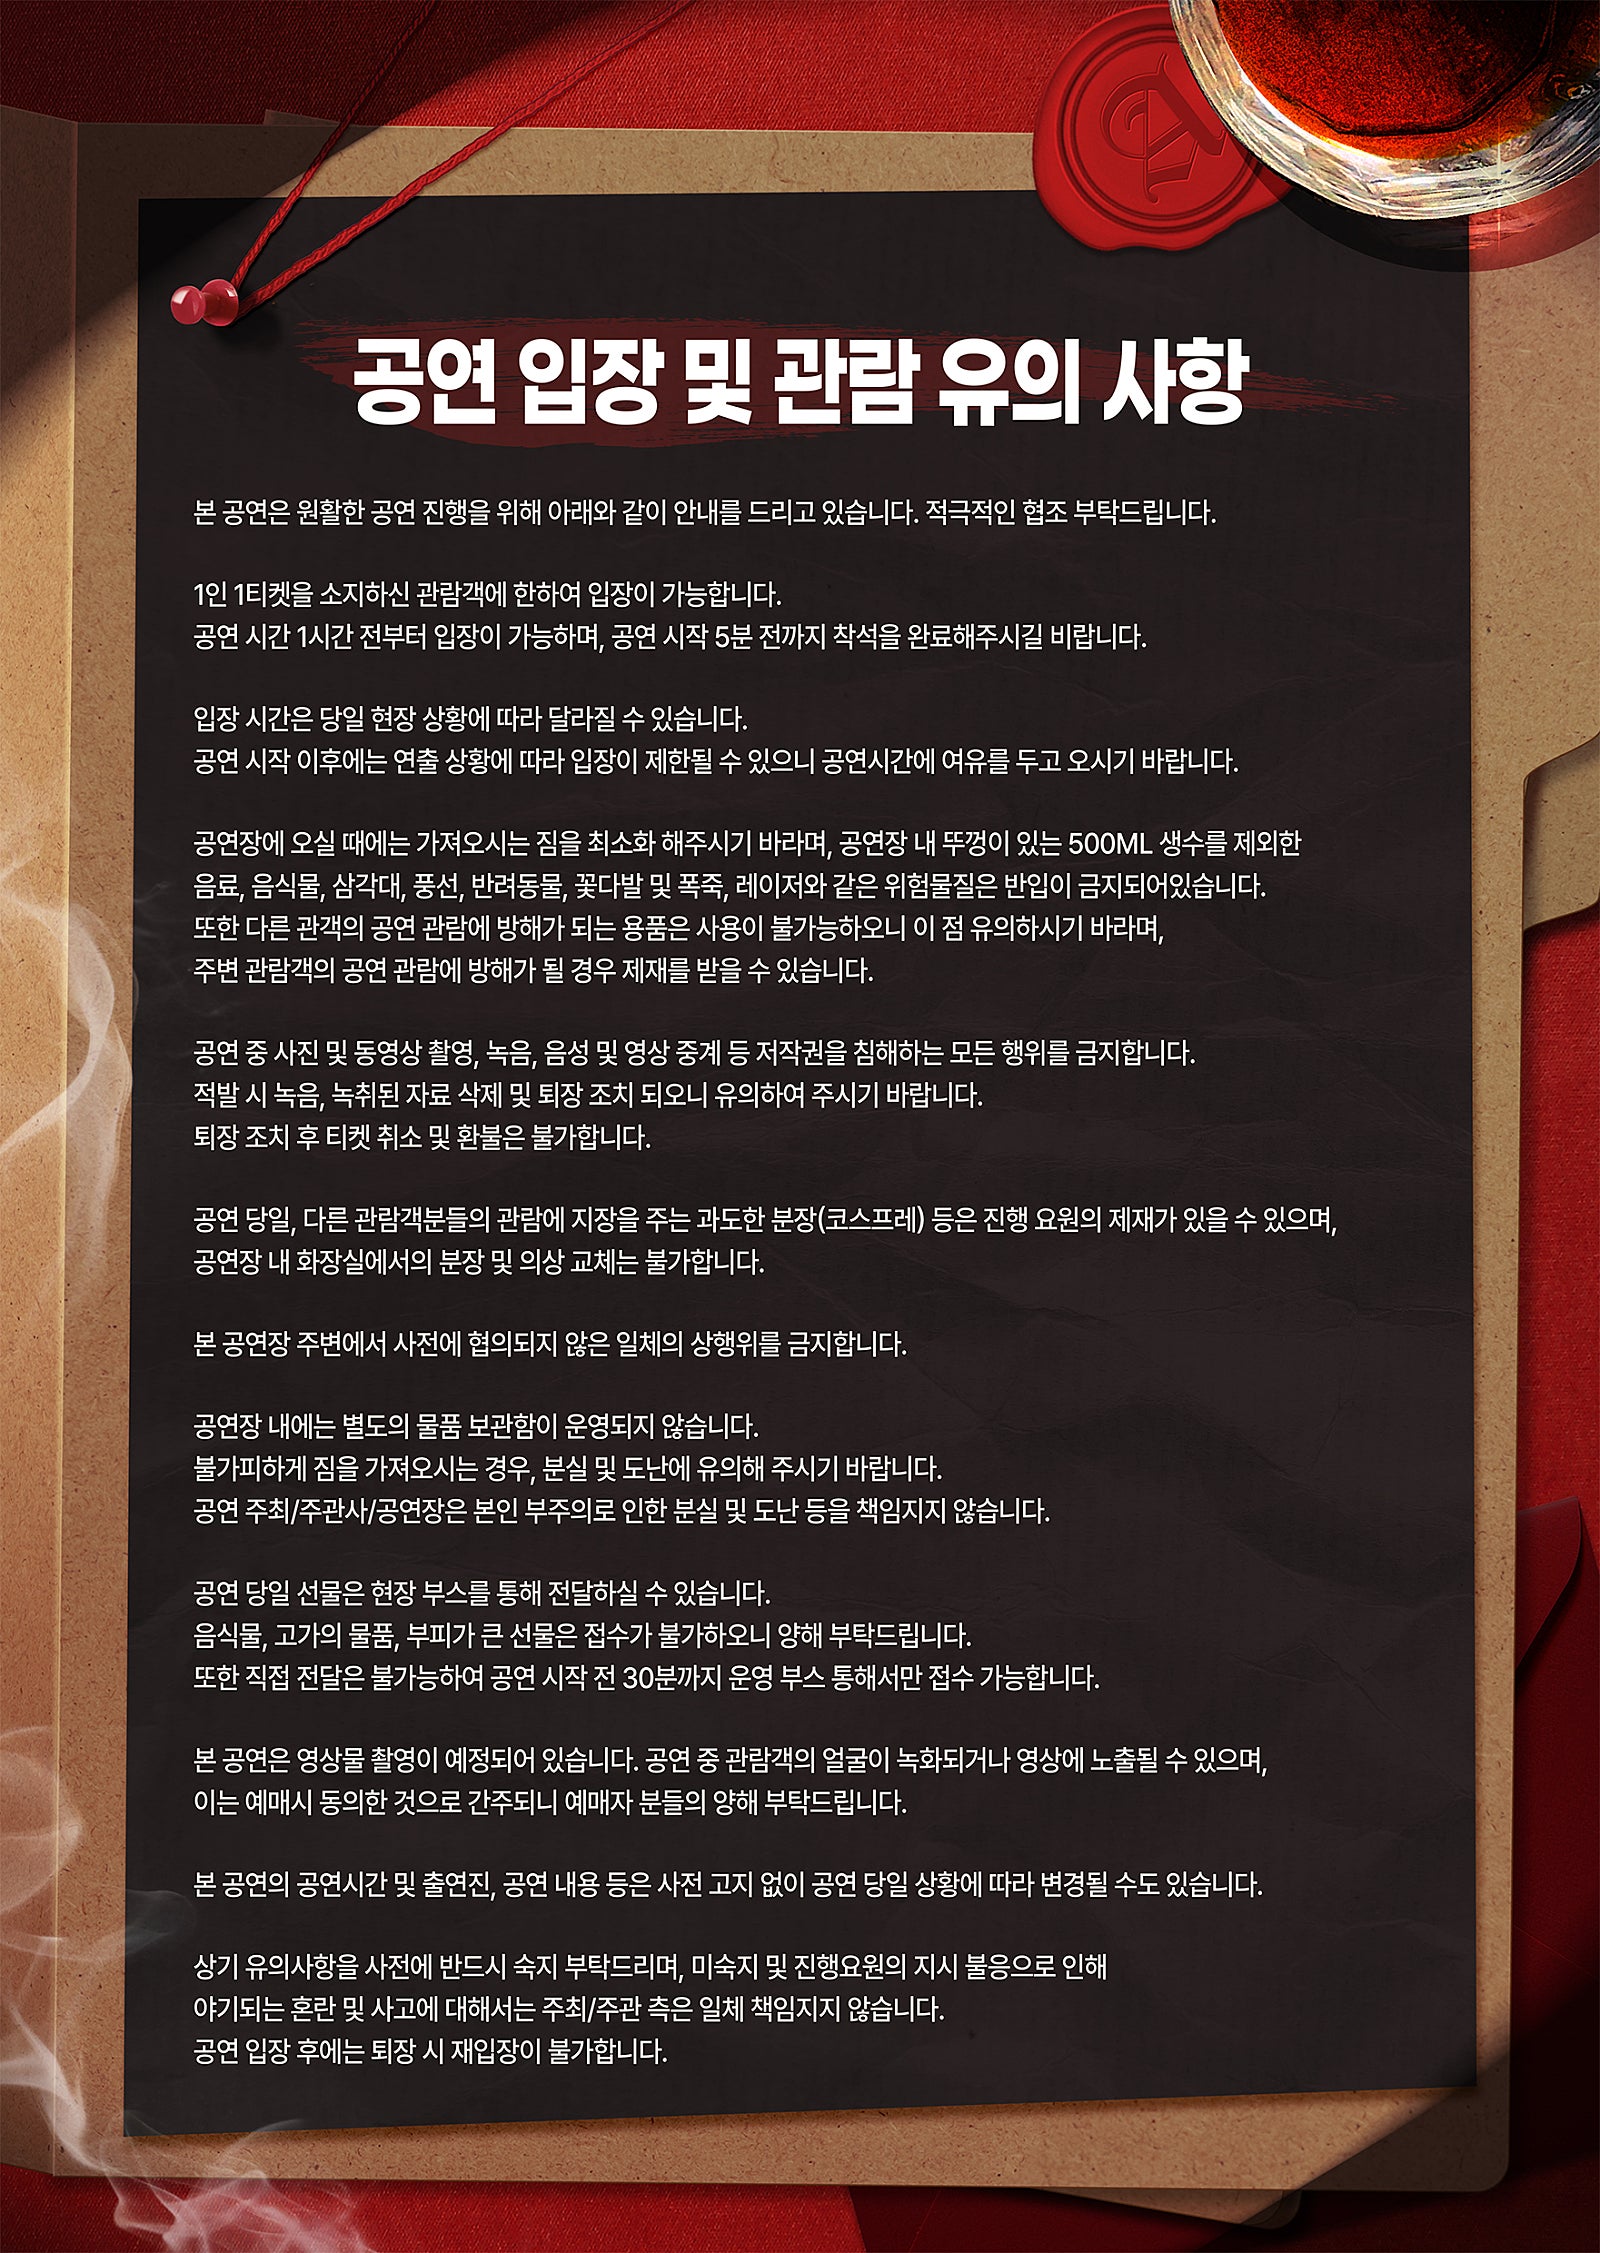 공연 입장 및 관람 유의 사항
본 공연은 원활한 공연 진행을 위해 아래와 같이 안내를 드리고 있습니다. 적극적인 협조 부탁드립니다.
1인 1티켓을 소지하신 관람객에 한하여 입장이 가능합니다.
공연 시간 1시간 전부터 입장이 가능하며, 공연 시작 5분 전까지 착석을 완료해주시길 비랍니다.
입장 시간은 당일 현장 상황에 따라 달라질 수 있습니다.
공연 시작 이후에는 연출 상황에 따라 입장이 제한될 수 있으니 공연시간에 여유를 두고 오시기 바랍니다.
공연장에 오실 때에는 가져오시는 짐을 최소화 해주시기 바라며, 공연장 내 뚜껑이 있는 500ML 생수를 제외한
음료, 음식물, 삼각대, 풍선, 반려동물, 꽃다발 및 폭죽, 레이저와 같은 위험물질은 반입이 금지되어있습니다.
또한 다른 관객의 공연 관람에 방해가 되는 용품은 사용이 불가능하오니 이 점 유의하시기 바라며,
주변 관람객의 공연 관람에 방해가 될 경우 제재를 받을 수 있습니다.
공연 중 사진 및 동영상 촬영, 녹음, 음성 및 영상 중계 등 저작권을 침해하는 모든 행위를 금지합니다.
적발 시 녹음, 녹취된 자료 삭제 및 퇴장 조치 되오니 유의하여 주시기 바랍니다.
퇴장 조치 후 티켓 취소 및 환불은 불가합니다.
공연 당일, 다른 관람객분들의 관람에 지장을 주는 과도한 분장(코스프레) 등은 진행 요원의 제재가 있을 수 있으며,
공연장 내 화장실에서의 분장 및 의상 교체는 불가합니다.
본 공연장 주변에서 사전에 협의되지 않은 일체의 상행위를 금지합니다.
공연장 내에는 별도의 물품 보관함이 운영되지 않습니다.
불가피하게 짐을 가져오시는 경우, 분실 및 도난에 유의해 주시기 바랍니다.
공연 주최/주관사/공연장은 본인 부주의로 인한 분실 및 도난 등을 책임지지 않습니다.
공연 당일 선물은 현장 부스를 통해 전달하실 수 있습니다.
음식물, 고가의 물품, 부피가 큰 선물은 접수가 불가하오니 양해 부탁드립니다.
또한 직접 전달은 불가능하여 공연 시작 전 30분까지 운영 부스 통해서만 접수 가능합니다.
본 공연은 영상물 촬영이 예정되어 있습니다. 공연 중 관람객의 얼굴이 녹화되거나 영상에 노출될 수 있으며,
이는 예매시 동의한 것으로 간주되니 예매자 분들의 양해 부탁드립니다.
본 공연의 공연시간 및 출연진, 공연 내용 등은 사전 고지 없이 공연 당일 상황에 따라 변경될 수도 있습니다.
상기 유의사항을 사전에 반드시 숙지 부탁드리며, 미숙지 및 진행요원의 지시 불응으로 인해
야기되는 혼란 및 사고에 대해서는 주최/주관 측은 일체 책임지지 않습니다.
공연 입장 후에는 퇴장 시 재입장이 불가합니다.